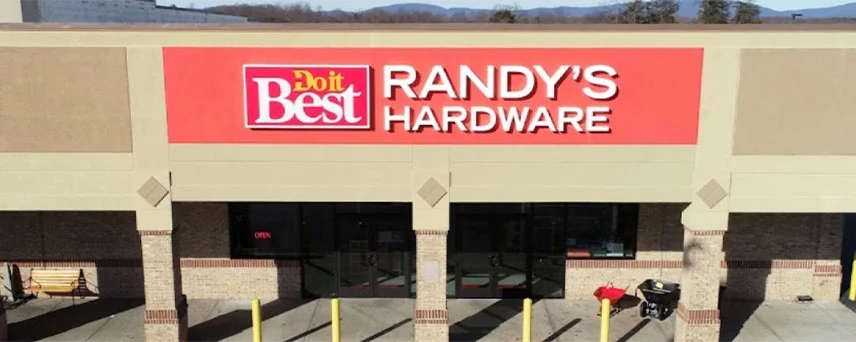 Do it
Best
RANDY'S
HARDWARE
OPEN